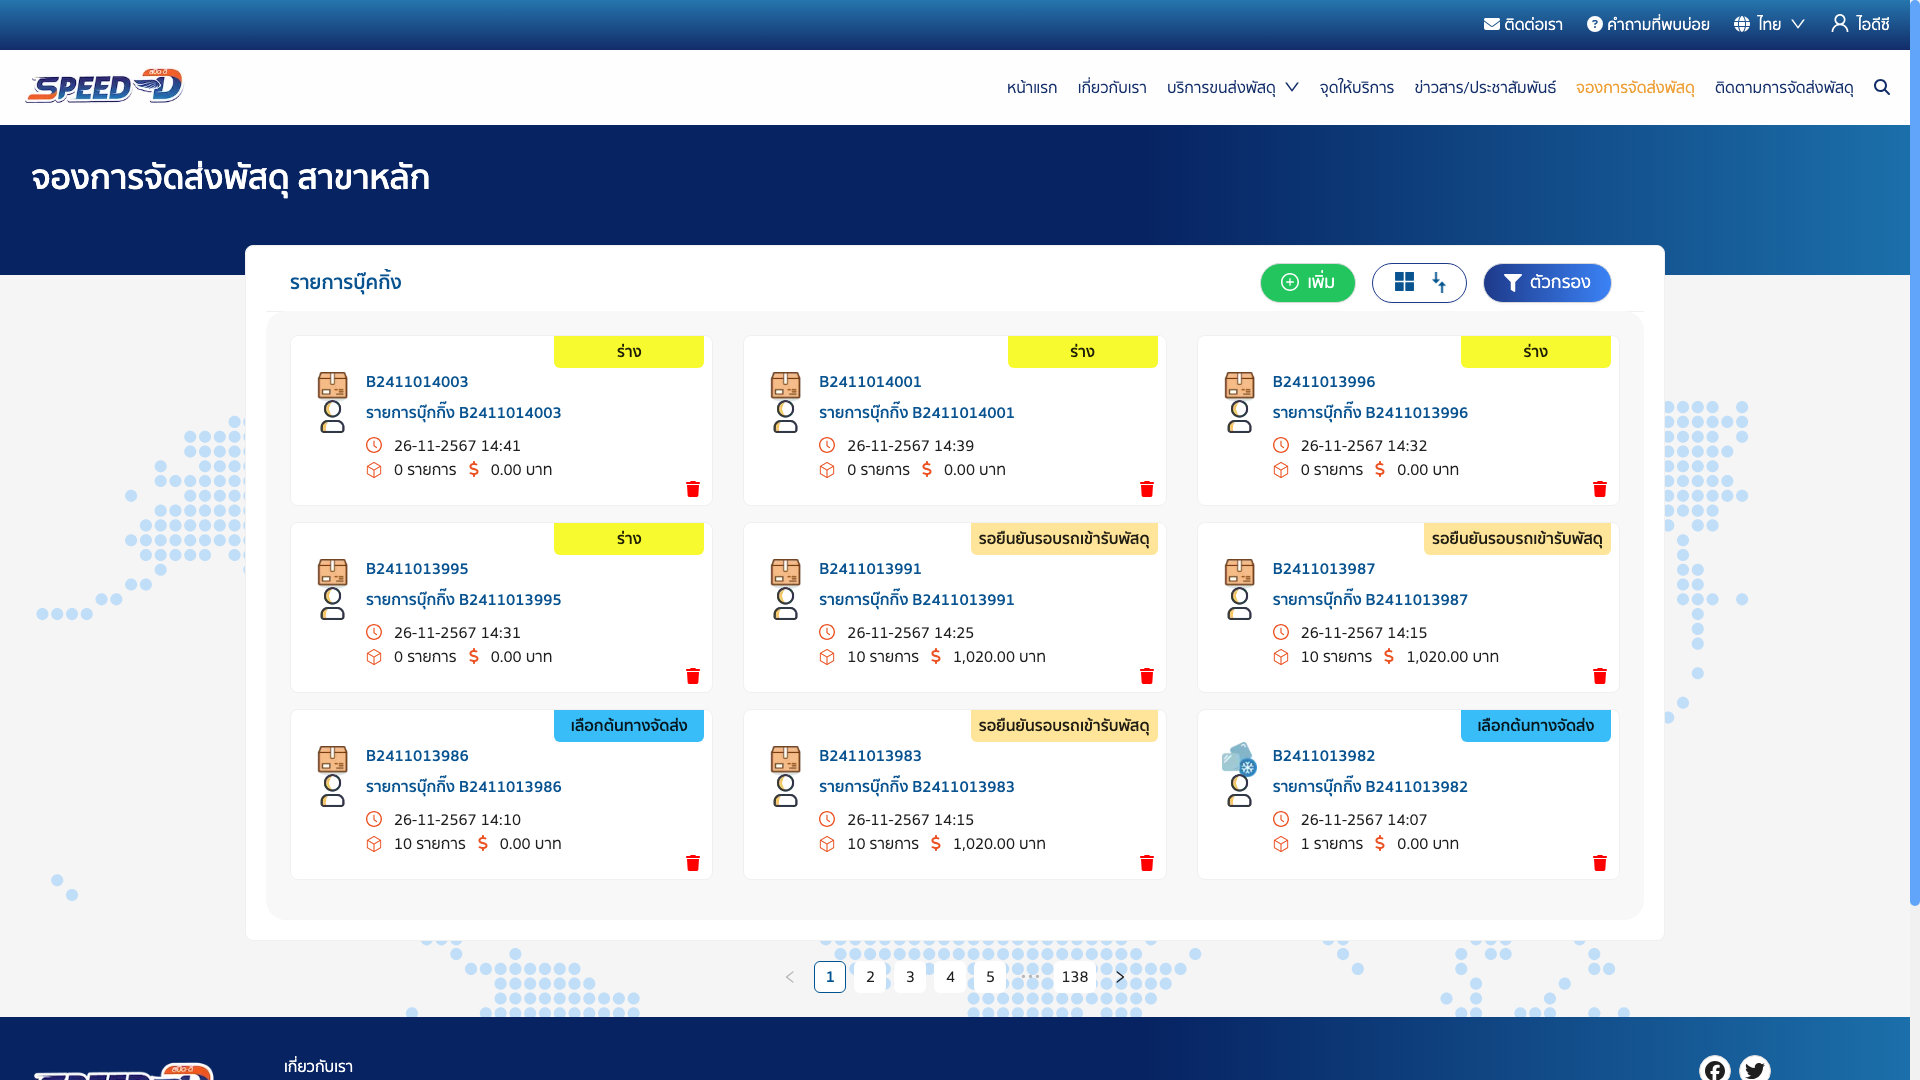 ติดต่อเรา คำถามที่พบบ่อย ไทย ไอดีซี
สปีด-ดี
SPEED-D
หน้าแรก เกี่ยวกับเรา บริการขนส่งพัสดุ จุดให้บริการ ข่าวสาร/ประชาสัมพันธ์ จองการจัดส่งพัสดุ ติดตามการจัดส่งพัสดุ
จองการจัดส่งพัสดุ สาขาหลัก
รายการบุ๊คกิ้ง เพิ่ม ตัวกรอง
ร่าง
B2411014003
รายการบุ๊กกิ๊ง B2411014003
26-11-2567 14:41
0 รายการ $ 0.00 บาท
ร่าง
B2411014001
รายการบุ๊กกิ๊ง B2411014001
26-11-2567 14:39
0 รายการ $ 0.00 บาท
ร่าง
B2411013996
รายการบุ๊กกิ๊ง B2411013996
26-11-2567 14:32
0 รายการ $ 0.00 บาท
ร่าง
B2411013995
รายการบุ๊กกิ๊ง B2411013995
26-11-2567 14:31
0 รายการ $ 0.00 บาท
รอยืนยันรอบรถเข้ารับพัสดุ
B2411013991
รายการบุ๊กกิ๊ง B2411013991
26-11-2567 14:25
10 รายการ $ 1,020.00 บาท
รอยืนยันรอบรถเข้ารับพัสดุ
B2411013987
รายการบุ๊กกิ๊ง B2411013987
26-11-2567 14:15
10 รายการ $ 1,020.00 บาท
เลือกต้นทางจัดส่ง
B2411013986
รายการบุ๊กกิ๊ง B2411013986
26-11-2567 14:10
10 รายการ $ 0.00 บาท
รอยืนยันรอบรถเข้ารับพัสดุ
B2411013983
รายการบุ๊กกิ๊ง B2411013983
26-11-2567 14:15
10 รายการ $ 1,020.00 บาท
เลือกต้นทางจัดส่ง
B2411013982
รายการบุ๊กกิ๊ง B2411013982
26-11-2567 14:07
1 รายการ $ 0.00 บาท
1 2 3 4 5 ••• 138
เกี่ยวกับเรา
สปีด-ดี
SPEED-D